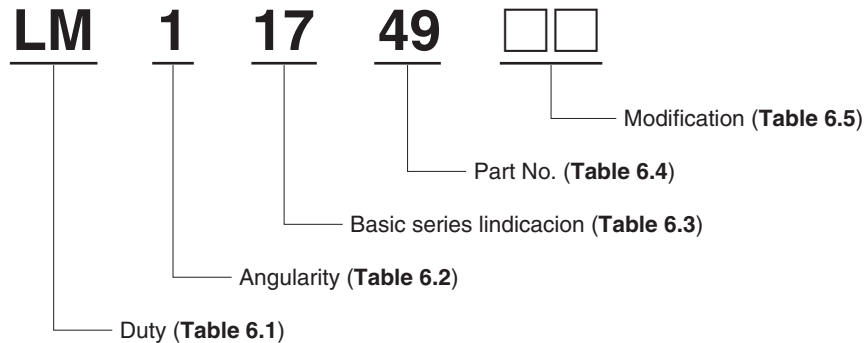 LM 1 17 49 □□
Modification (Table 6.5)
Part No. (Table 6.4)
Basic series lindicacion (Table 6.3)
Angularity (Table 6.2)
Duty (Table 6.1)